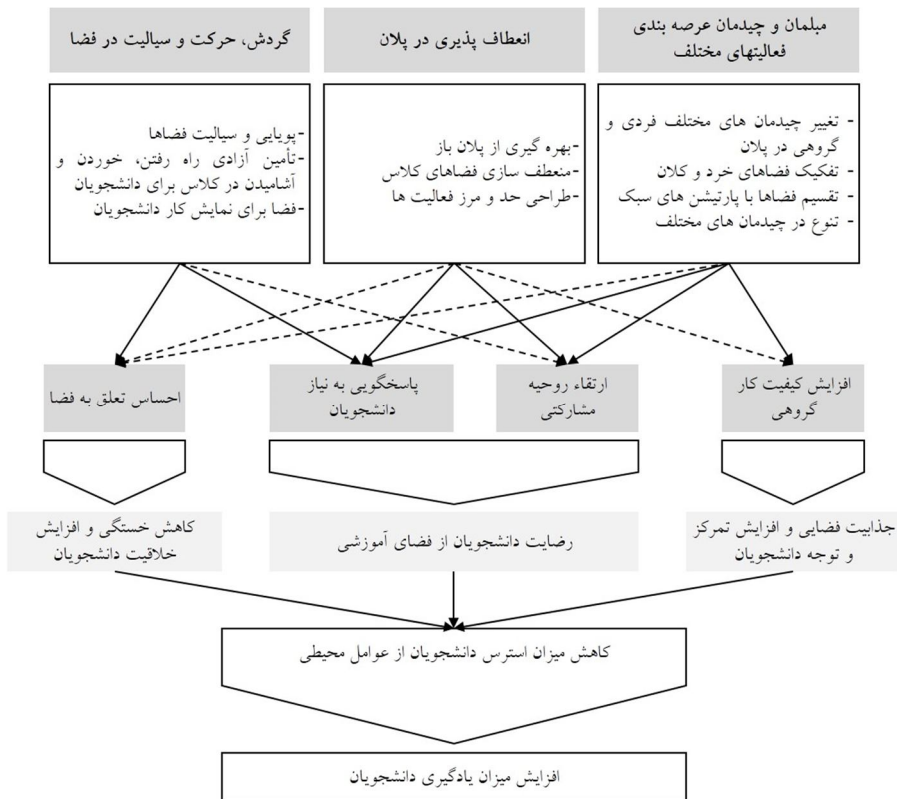 مبلمان و چیدمان عرصه بندی
فعالیتهای مختلف
انعطاف پذیری در پلان
گردش، حرکت و سیالیت در فضا
- تغییر چیدمان های مختلف فردی و
گروهی در پلان
- تفکیک فضاهای خرد و کلان
- تقسیم فضاها با پارتیشن های سبک
- تنوع در چیدمان های مختلف
-بهره گیری از پلان باز
-منعطف سازی فضاهای کلاس
-طراحی حد و مرز فعالیت ها
-پویایی و سیالیت فضاها
-تأمین آزادی راه رفتن، خوردن و
آشامیدن در کلاس برای دانشجویان
-فضا برای نمایش کار دانشجویان
افزایش کیفیت کار
گروهی
ارتقاء روحیه
مشارکتی
پاسخگویی به نیاز
دانشجویان
احساس تعلق به فضا
جذابیت فضایی و افزایش تمرکز
و توجه دانشجویان
رضایت دانشجویان از فضای آموزشی
کاهش خستگی و افزایش
خلاقیت دانشجویان
کاهش میزان استرس دانشجویان از عوامل محیطی
افزایش میزان یادگیری دانشجویان